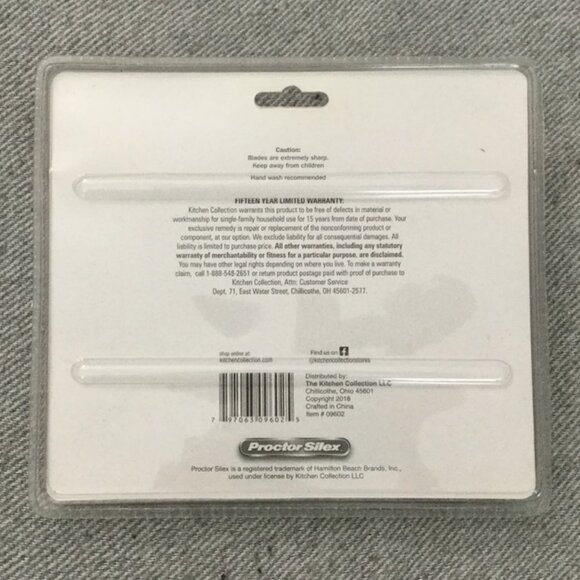 Caution:
Blades are extremely sharp.
Keep away from children
Hand wash recommended
FIFTEEN YEAR LIMITED WARRANTY:
Kitchen Collection warrants this product to be free of defects in material or
workmanship for single-family household use for 15 years from date of purchase. Your
exclusive remedy is repair or replacement of the nonconforming product or
component, at our option. We exclude liability for all consequential damages. All
liability is limited to purchase price. All other warranties, including any statutory
warranty of merchantability or fitness for a particular purpose, are disclaimed.
You may have other legal rights depending on where you live. To make a warranty
claim, call 1-888-548-2651 or return product postage paid with proof of purchase to
Kitchen Collection, Attn: Customer Service
Dept. 71, East Water Street, Chillicothe, OH 45601-2577.
shop online at
kitchencollection.com
Find us on f
@kitchencollectionstores
Distributed by:
The Kitchen Collection LLC
Chillicothe, Ohio 45601
Copyright 2018
Crafted in China
Item # 09602
7 97063 09602 5
Proctor Silex
Proctor Silex is a registered trademark of Hamilton Beach Brands, Inc.,
used under license by Kitchen Collection LLC